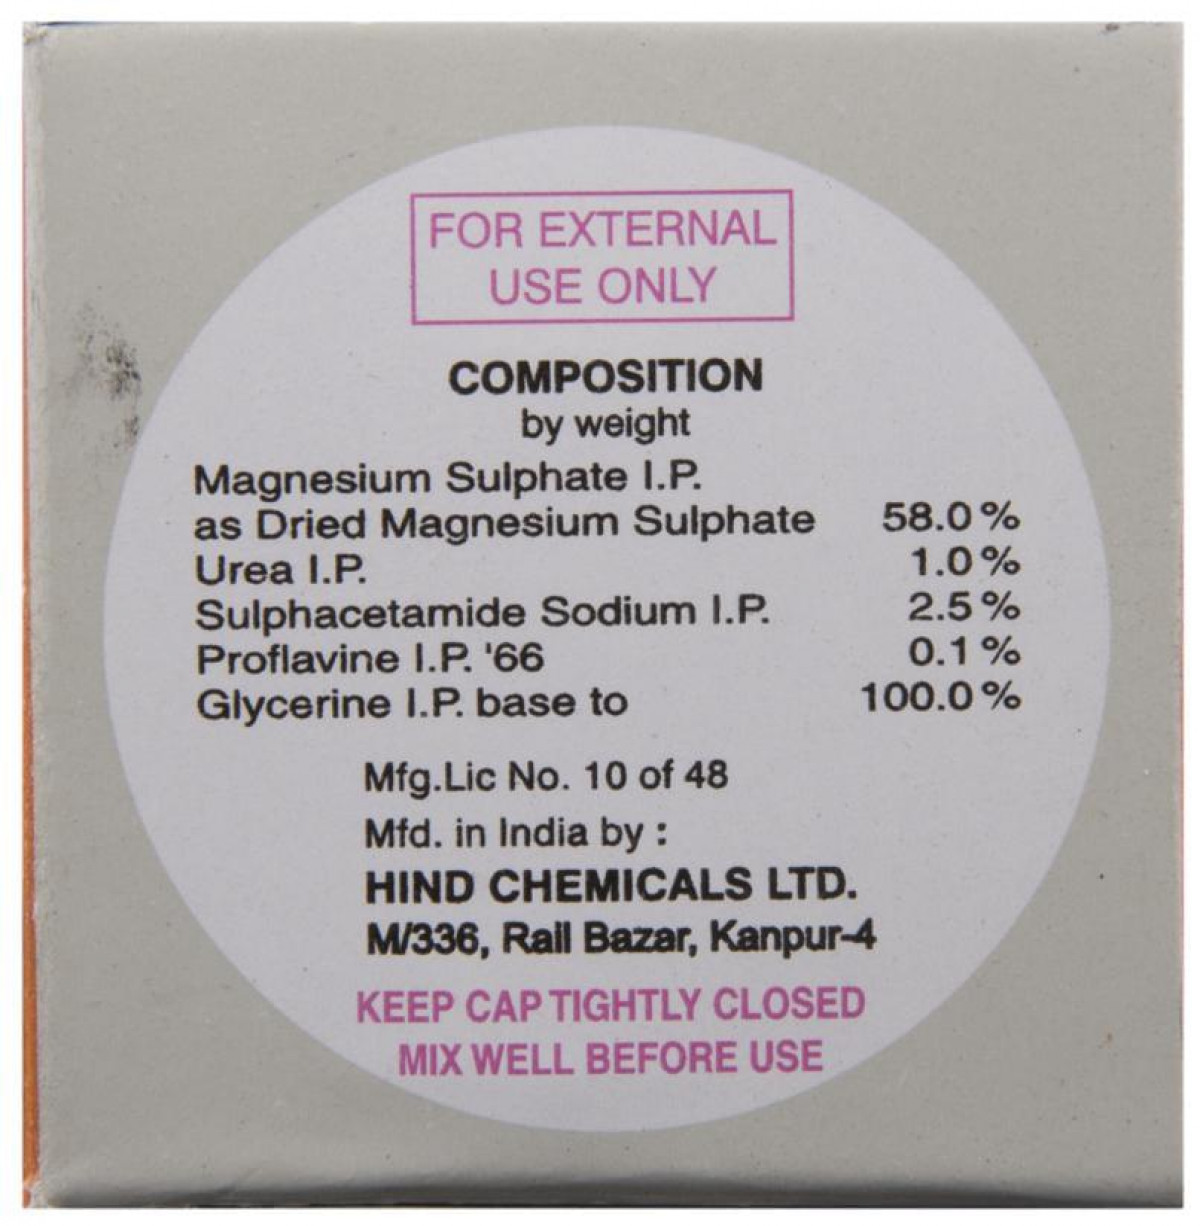 FOR EXTERNAL
USE ONLY
COMPOSITION
by weight
Magnesium Sulphate I.P.
as Dried Magnesium Sulphate 58.0%
Urea I.P. 1.0%
Sulphacetamide Sodium I.P. 2.5%
Proflavine I.P. '66 0.1%
Glycerine I.P. base to 100.0%
Mfg.Lic No. 10 of 48
Mfd. in India by :
HIND CHEMICALS LTD.
M/336, Rail Bazar, Kanpur-4
KEEP CAP TIGHTLY CLOSED
MIX WELL BEFORE USE